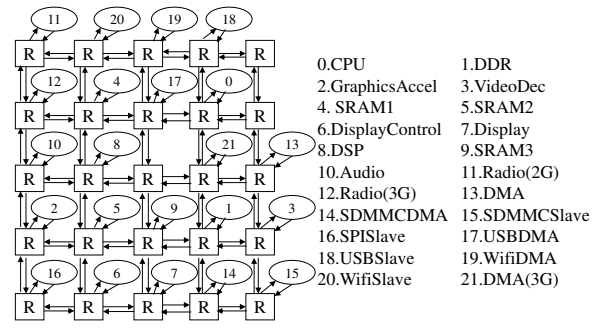 11 20 19 18
R R R R R
12 4 17 0
R R R R R
10 8 21 13
R R R R R
2 5 9 1 3
R R R R R
16 6 7 14 15
R R R R R
0.CPU 1.DDR
2.GraphicsAccel 3.VideoDec
4. SRAM1 5.SRAM2
6.DisplayControl 7.Display
8.DSP 9.SRAM3
10.Audio 11.Radio(2G)
12.Radio(3G) 13.DMA
14.SDMMCDMA 15.SDMMCSlave
16.SPISlave 17.USBDMA
18.USBSlave 19.WifiDMA
20.WifiSlave 21.DMA(3G)